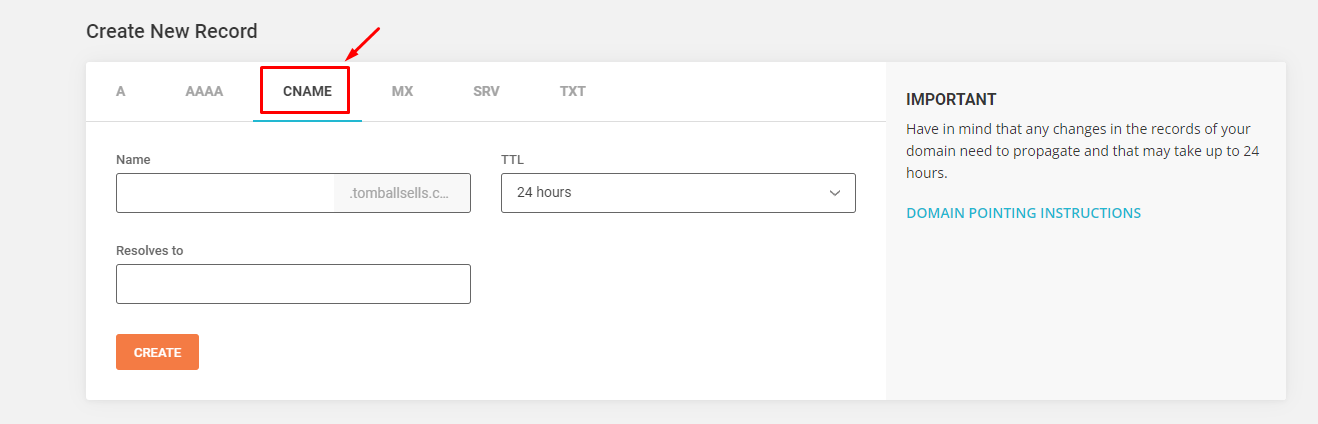 Create New Record
A AAAA CNAME MX SRV TXT
Name
.tomballsells.c...
TTL
24 hours
Resolves to
CREATE
IMPORTANT
Have in mind that any changes in the records of your
domain need to propagate and that may take up to 24
hours.
DOMAIN POINTING INSTRUCTIONS